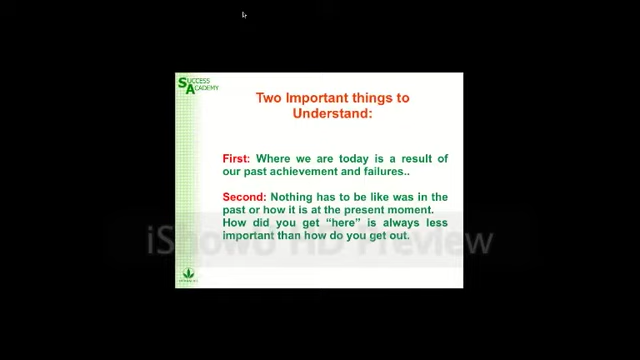 SUCCESS
ACADEMY
Two Important things to
Understand:
First: Where we are today is a result of
our past achievement and failures..
Second: Nothing has to be like was in the
past or how it is at the present moment.
How did you get “here” is always less
important than how do you get out.
iShowU HD Preview